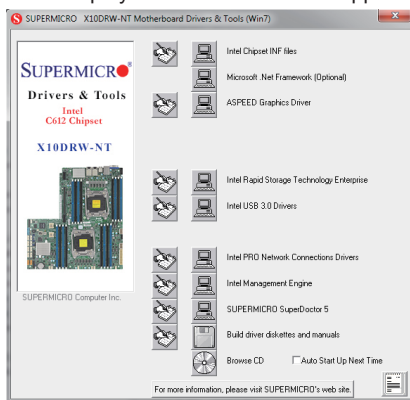 SUPERMICRO X10DRW-NT Motherboard Drivers & Tools (Win7)
SUPERMICRO
Drivers & Tools
Intel
C612 Chipset
X10DRW-NT
SUPERMICRO Computer Inc.
Intel Chipset INF files
Microsoft .Net Framework (Optional)
ASPEED Graphics Driver
Intel Rapid Storage Technology Enterprise
Intel USB 3.0 Drivers
Intel PRO Network Connections Drivers
Intel Management Engine
SUPERMICRO SuperDoctor 5
Build driver diskettes and manuals
Browse CD
Auto Start Up Next Time
For more information, please visit SUPERMICRO's web site.